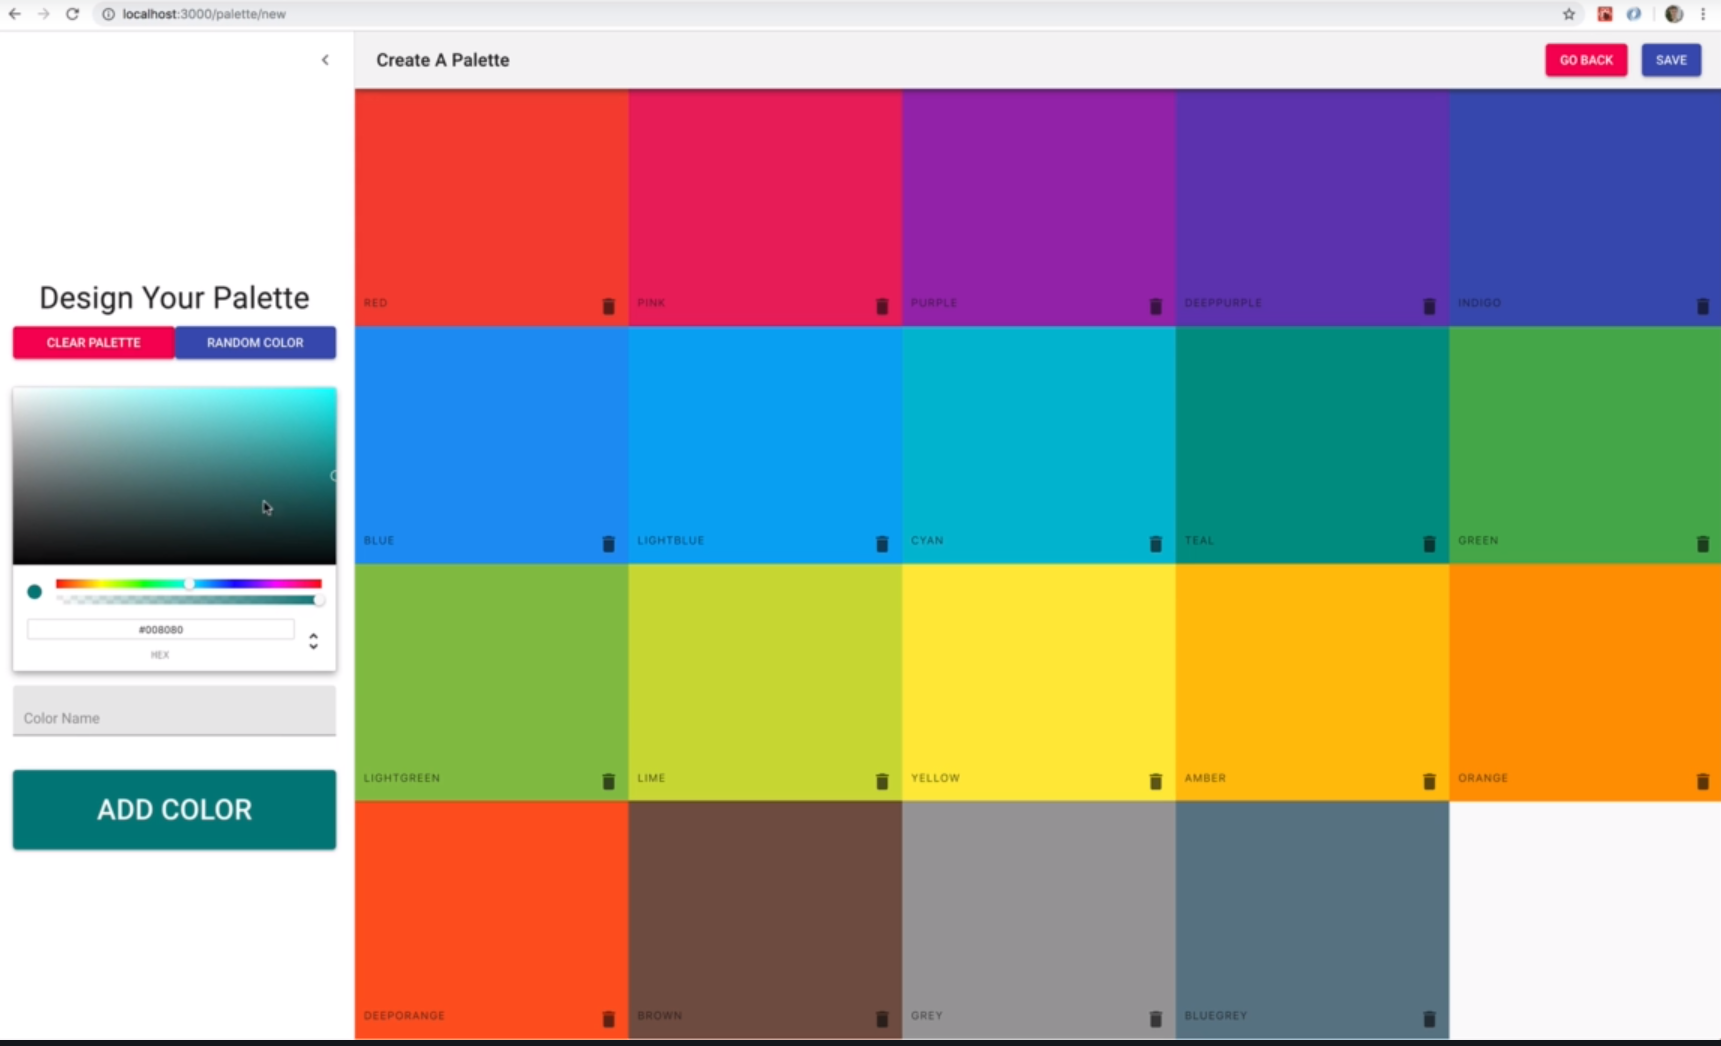 localhost:3000/palette/new
Create A Palette
GO BACK
SAVE
Design Your Palette
CLEAR PALETTE
RANDOM COLOR
#008080
HEX
Color Name
ADD COLOR
RED
PINK
PURPLE
DEEPPURPLE
INDIGO
BLUE
LIGHTBLUE
CYAN
TEAL
GREEN
LIGHTGREEN
LIME
YELLOW
AMBER
ORANGE
DEEPORANGE
BROWN
GREY
BLUEGREY